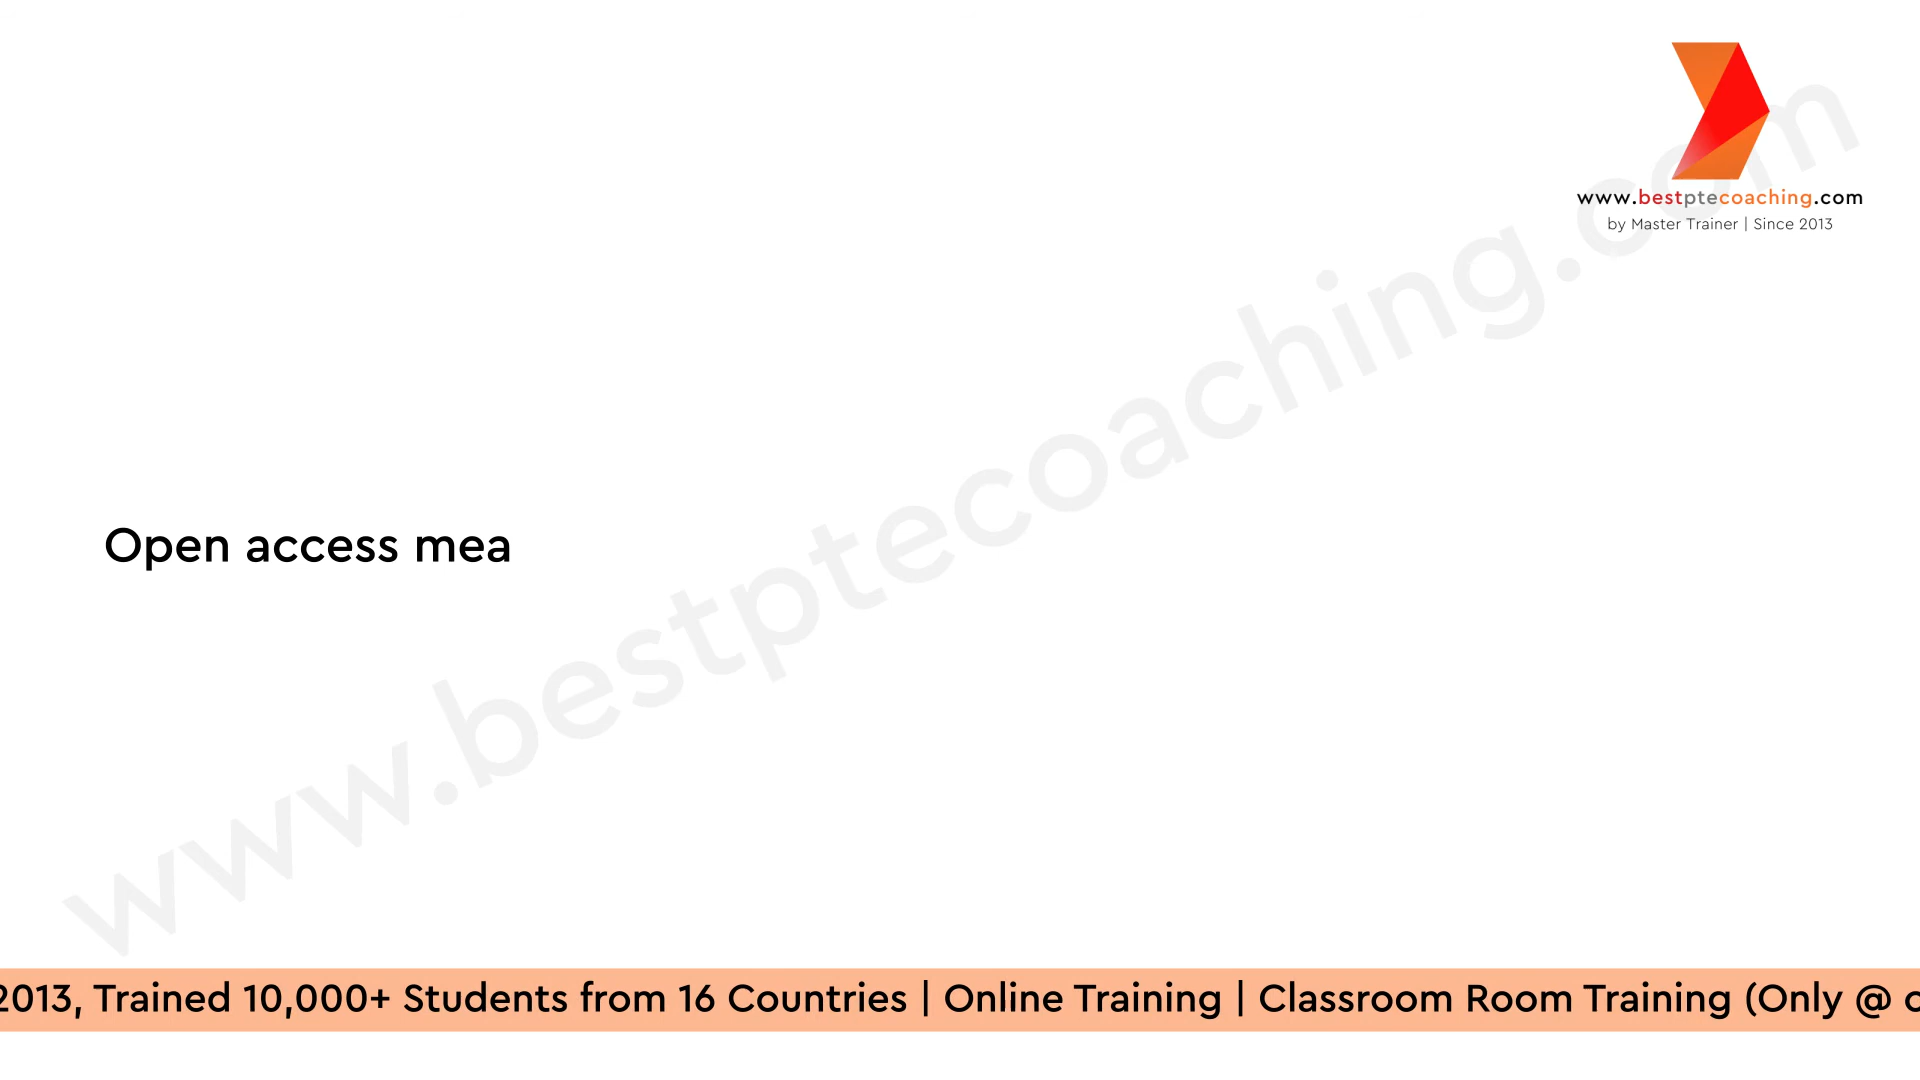 www.bestptecoaching.com
by Master Trainer | Since 2013
www.bestptecoaching.com
Open access mea
2013, Trained 10,000+ Students from 16 Countries | Online Training | Classroom Room Training (Only @